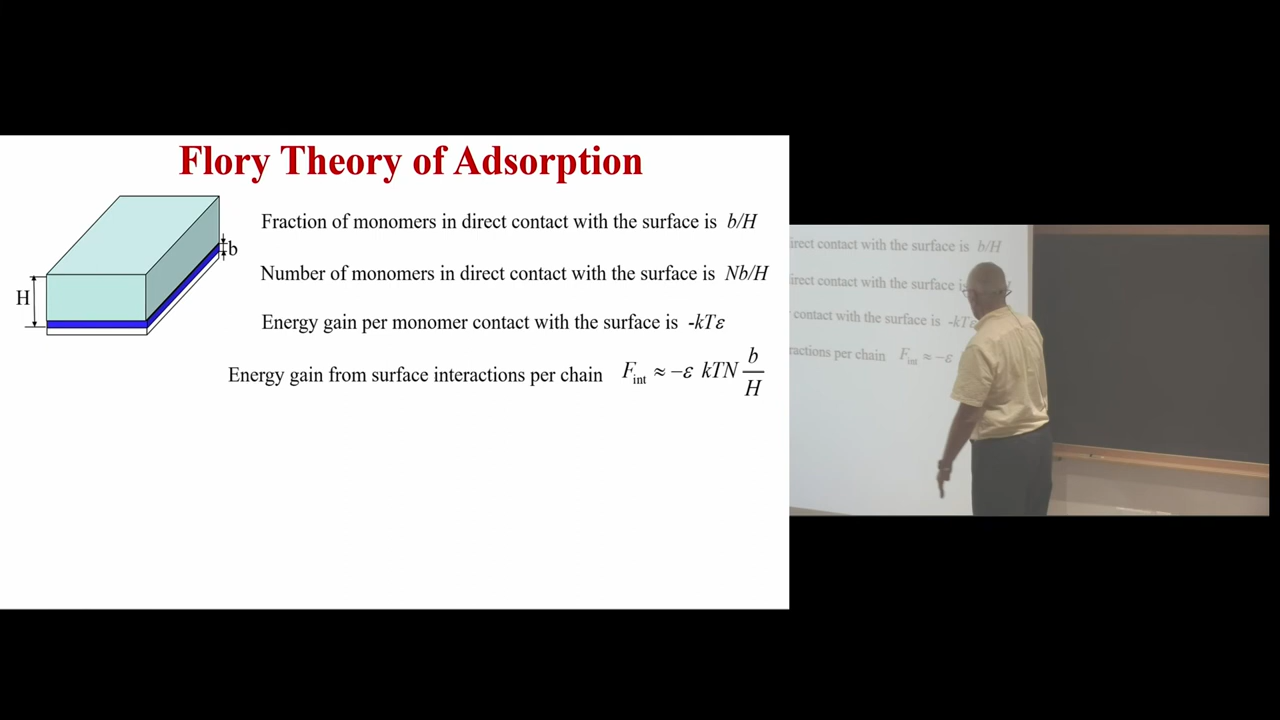 Flory Theory of Adsorption
Fraction of monomers in direct contact with the surface is b/H
b
Number of monomers in direct contact with the surface is Nb/H
H
Energy gain per monomer contact with the surface is -kTε
Energy gain from surface interactions per chain F_int ≈ −ε kTN b/H
irect contact with the surface is b/H
irect contact with the surface is
contact with the surface is -kTε
ractions per chain F_int ≈ −ε